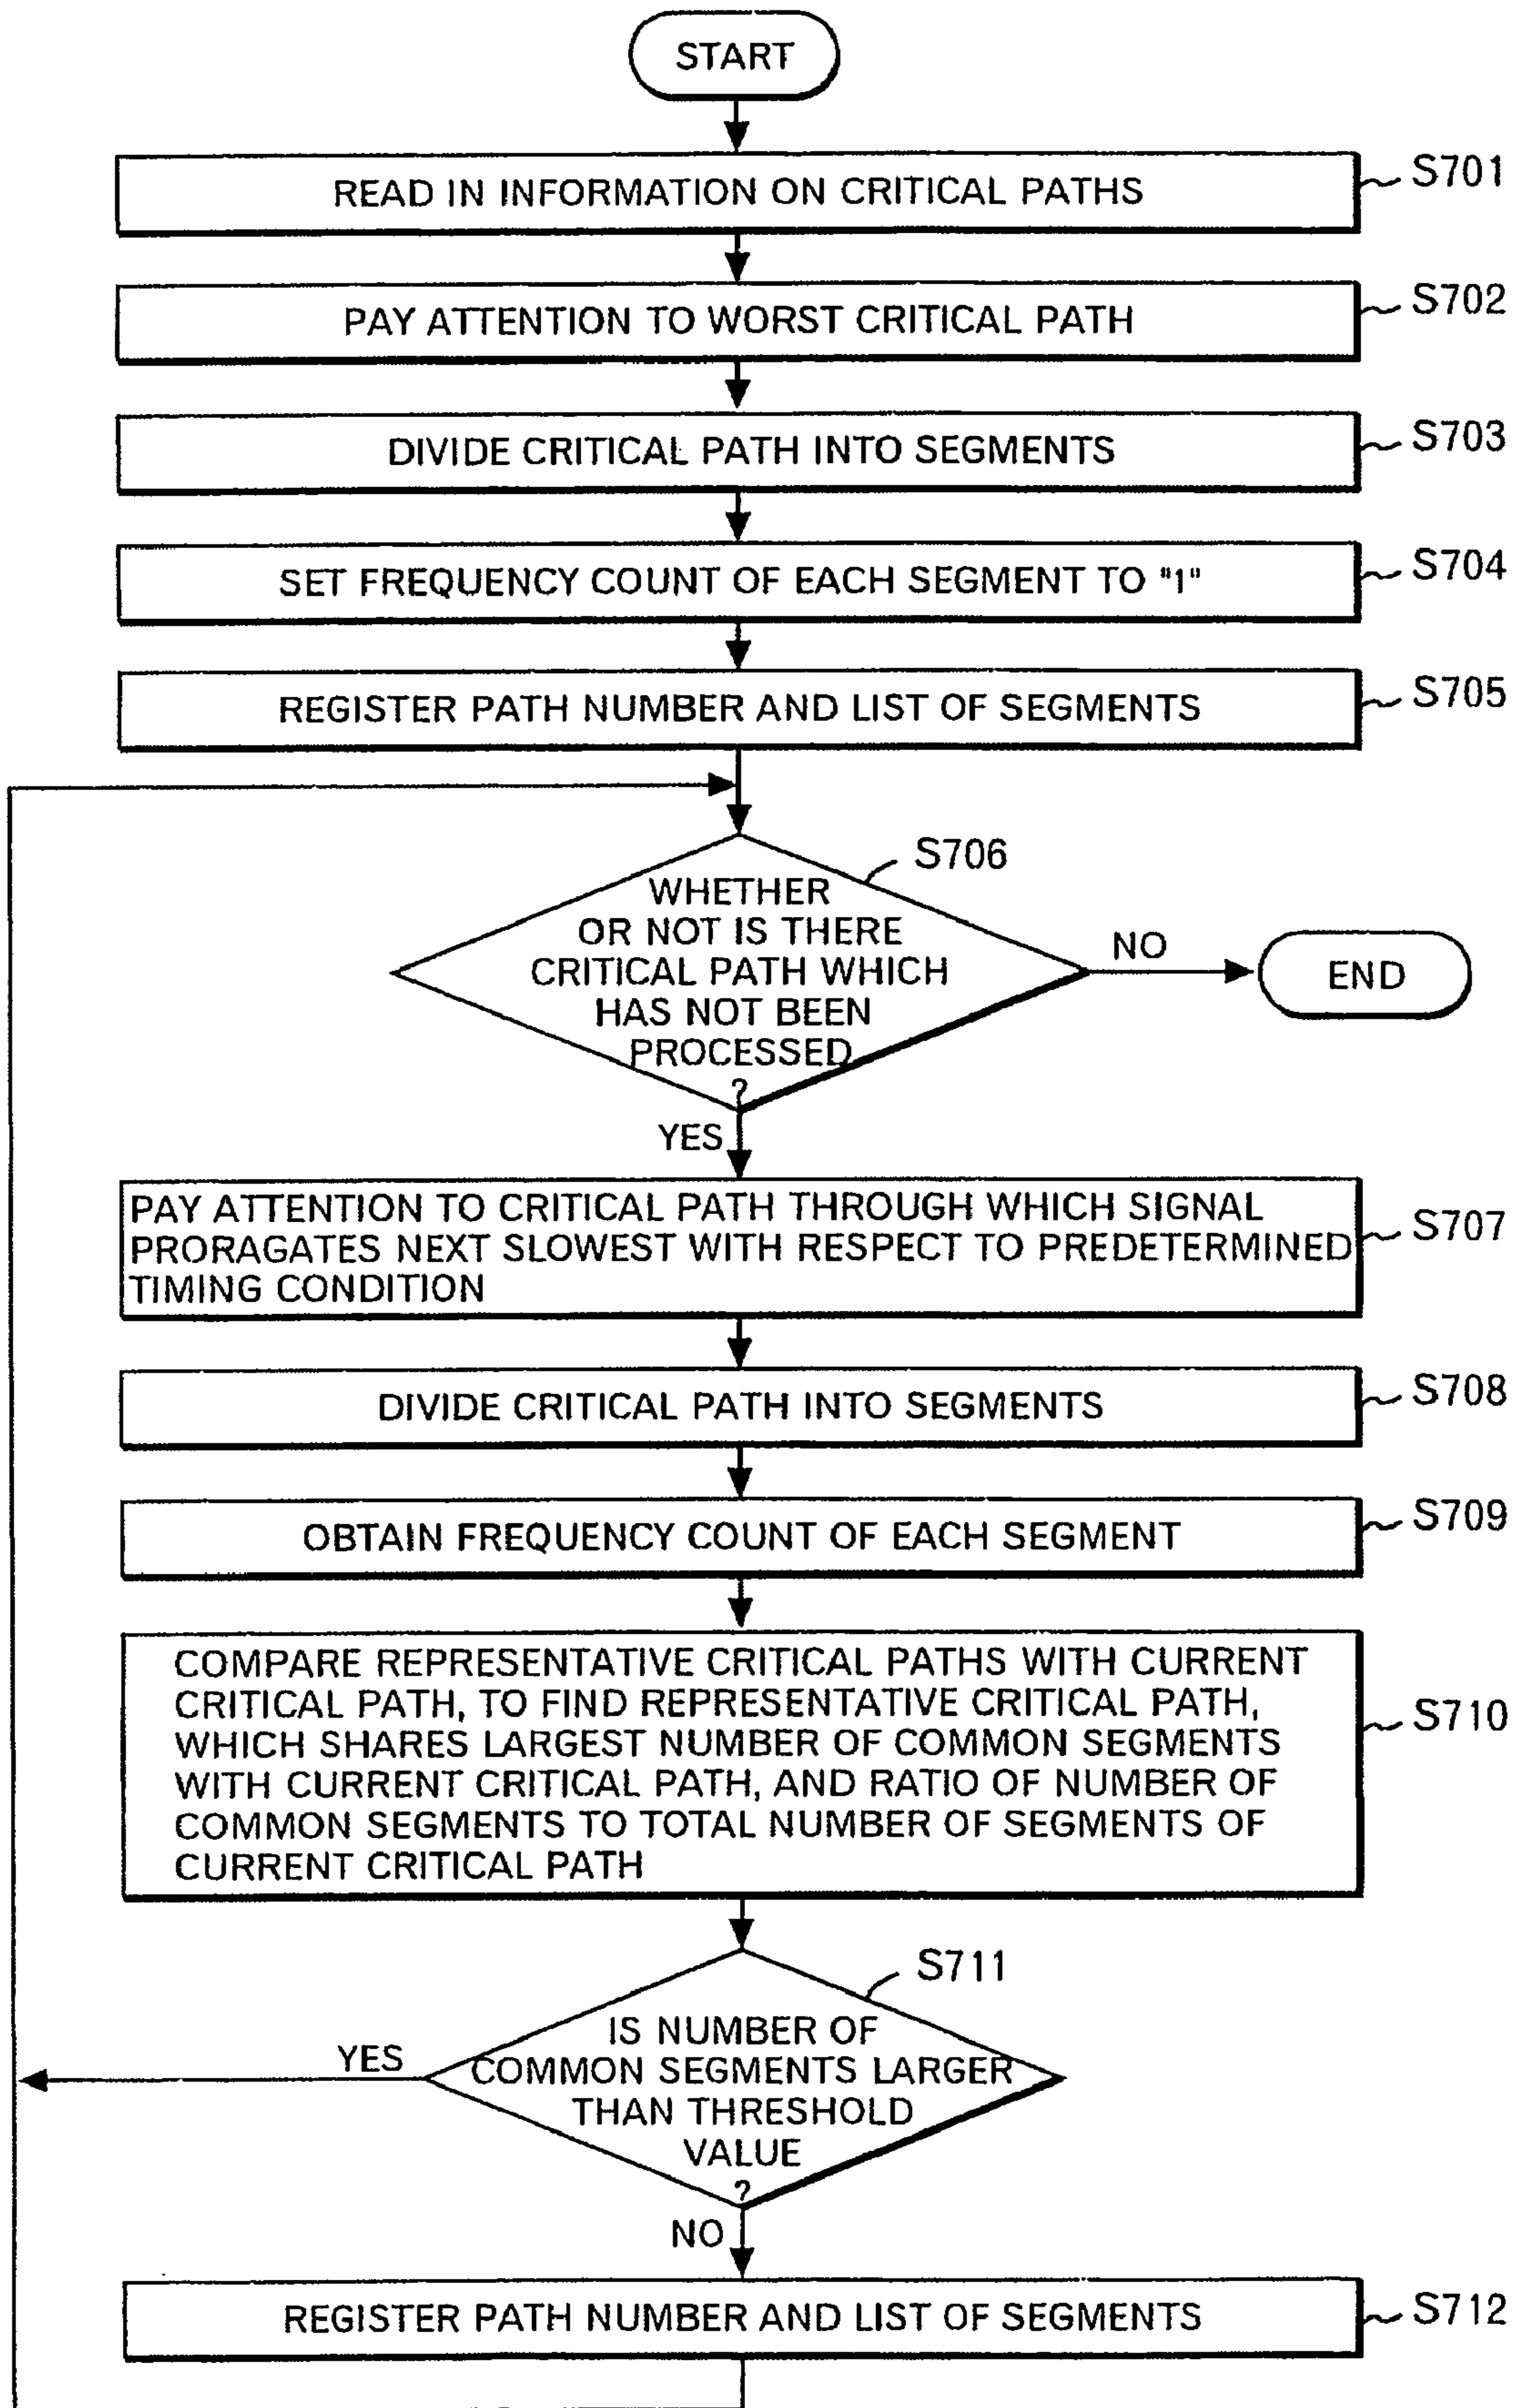 START
READ IN INFORMATION ON CRITICAL PATHS
S701
PAY ATTENTION TO WORST CRITICAL PATH
S702
DIVIDE CRITICAL PATH INTO SEGMENTS
S703
SET FREQUENCY COUNT OF EACH SEGMENT TO "1"
S704
REGISTER PATH NUMBER AND LIST OF SEGMENTS
S705
S706
WHETHER
OR NOT IS THERE
CRITICAL PATH WHICH
HAS NOT BEEN
PROCESSED
?
NO
END
YES
PAY ATTENTION TO CRITICAL PATH THROUGH WHICH SIGNAL
PRORAGATES NEXT SLOWEST WITH RESPECT TO PREDETERMINED
TIMING CONDITION
S707
DIVIDE CRITICAL PATH INTO SEGMENTS
S708
OBTAIN FREQUENCY COUNT OF EACH SEGMENT
S709
COMPARE REPRESENTATIVE CRITICAL PATHS WITH CURRENT
CRITICAL PATH, TO FIND REPRESENTATIVE CRITICAL PATH,
WHICH SHARES LARGEST NUMBER OF COMMON SEGMENTS
WITH CURRENT CRITICAL PATH, AND RATIO OF NUMBER OF
COMMON SEGMENTS TO TOTAL NUMBER OF SEGMENTS OF
CURRENT CRITICAL PATH
S710
S711
IS NUMBER OF
COMMON SEGMENTS LARGER
THAN THRESHOLD
VALUE
?
YES
NO
REGISTER PATH NUMBER AND LIST OF SEGMENTS
S712